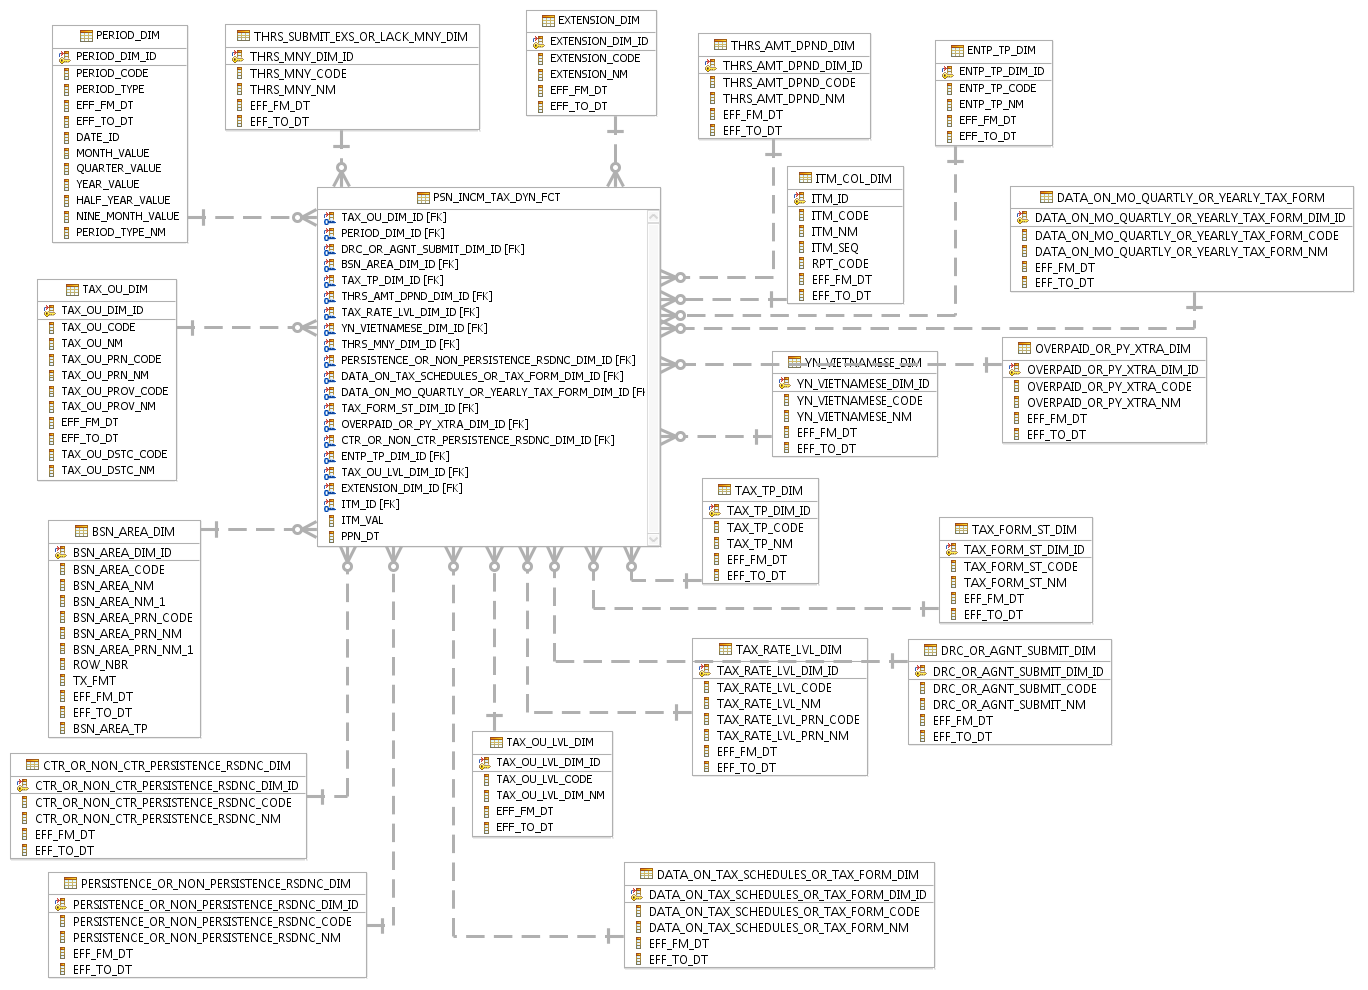 PERIOD_DIM
PERIOD_DIM_ID
PERIOD_CODE
PERIOD_TYPE
EFF_FM_DT
EFF_TO_DT
DATE_ID
MONTH_VALUE
QUARTER_VALUE
YEAR_VALUE
HALF_YEAR_VALUE
NINE_MONTH_VALUE
PERIOD_TYPE_NM
THRS_SUBMIT_EXS_OR_LACK_MNY_DIM
THRS_MNY_DIM_ID
THRS_MNY_CODE
THRS_MNY_NM
EFF_FM_DT
EFF_TO_DT
EXTENSION_DIM
EXTENSION_DIM_ID
EXTENSION_CODE
EXTENSION_NM
EFF_FM_DT
EFF_TO_DT
THRS_AMT_DPND_DIM
THRS_AMT_DPND_DIM_ID
THRS_AMT_DPND_CODE
THRS_AMT_DPND_NM
EFF_FM_DT
EFF_TO_DT
ENTP_TP_DIM
ENTP_TP_DIM_ID
ENTP_TP_CODE
ENTP_TP_NM
EFF_FM_DT
EFF_TO_DT
ITM_COL_DIM
ITM_ID
ITM_CODE
ITM_NM
ITM_SEQ
RPT_CODE
EFF_FM_DT
EFF_TO_DT
DATA_ON_MO_QUARTLY_OR_YEARLY_TAX_FORM
DATA_ON_MO_QUARTLY_OR_YEARLY_TAX_FORM_DIM_ID
DATA_ON_MO_QUARTLY_OR_YEARLY_TAX_FORM_CODE
DATA_ON_MO_QUARTLY_OR_YEARLY_TAX_FORM_NM
EFF_FM_DT
EFF_TO_DT
PSN_INCM_TAX_DYN_FCT
TAX_OU_DIM_ID [FK]
PERIOD_DIM_ID [FK]
DRC_OR_AGNT_SUBMIT_DIM_ID [FK]
BSN_AREA_DIM_ID [FK]
TAX_TP_DIM_ID [FK]
THRS_AMT_DPND_DIM_ID [FK]
TAX_RATE_LVL_DIM_ID [FK]
YN_VIETNAMESE_DIM_ID [FK]
THRS_MNY_DIM_ID [FK]
PERSISTENCE_OR_NON_PERSISTENCE_RSDNC_DIM_ID [FK]
DATA_ON_TAX_SCHEDULES_OR_TAX_FORM_DIM_ID [FK]
DATA_ON_MO_QUARTLY_OR_YEARLY_TAX_FORM_DIM_ID [FK
TAX_FORM_ST_DIM_ID [FK]
OVERPAID_OR_PY_XTRA_DIM_ID [FK]
CTR_OR_NON_CTR_PERSISTENCE_RSDNC_DIM_ID [FK]
ENTP_TP_DIM_ID [FK]
TAX_OU_LVL_DIM_ID [FK]
EXTENSION_DIM_ID [FK]
ITM_ID [FK]
ITM_VAL
PPN_DT
TAX_OU_DIM
TAX_OU_DIM_ID
TAX_OU_CODE
TAX_OU_NM
TAX_OU_PRN_CODE
TAX_OU_PRN_NM
TAX_OU_PROV_CODE
TAX_OU_PROV_NM
EFF_FM_DT
EFF_TO_DT
TAX_OU_DSTC_CODE
TAX_OU_DSTC_NM
YN_VIETNAMESE_DIM
YN_VIETNAMESE_DIM_ID
YN_VIETNAMESE_CODE
YN_VIETNAMESE_NM
EFF_FM_DT
EFF_TO_DT
OVERPAID_OR_PY_XTRA_DIM
OVERPAID_OR_PY_XTRA_DIM_ID
OVERPAID_OR_PY_XTRA_CODE
OVERPAID_OR_PY_XTRA_NM
EFF_FM_DT
EFF_TO_DT
BSN_AREA_DIM
BSN_AREA_DIM_ID
BSN_AREA_CODE
BSN_AREA_NM
BSN_AREA_NM_1
BSN_AREA_PRN_CODE
BSN_AREA_PRN_NM
BSN_AREA_PRN_NM_1
ROW_NBR
TX_FMT
EFF_FM_DT
EFF_TO_DT
BSN_AREA_TP
TAX_TP_DIM
TAX_TP_DIM_ID
TAX_TP_CODE
TAX_TP_NM
EFF_FM_DT
EFF_TO_DT
TAX_FORM_ST_DIM
TAX_FORM_ST_DIM_ID
TAX_FORM_ST_CODE
TAX_FORM_ST_NM
EFF_FM_DT
EFF_TO_DT
TAX_RATE_LVL_DIM
TAX_RATE_LVL_DIM_ID
TAX_RATE_LVL_CODE
TAX_RATE_LVL_NM
TAX_RATE_LVL_PRN_CODE
TAX_RATE_LVL_PRN_NM
EFF_FM_DT
EFF_TO_DT
DRC_OR_AGNT_SUBMIT_DIM
DRC_OR_AGNT_SUBMIT_DIM_ID
DRC_OR_AGNT_SUBMIT_CODE
DRC_OR_AGNT_SUBMIT_NM
EFF_FM_DT
EFF_TO_DT
TAX_OU_LVL_DIM
TAX_OU_LVL_DIM_ID
TAX_OU_LVL_CODE
TAX_OU_LVL_DIM_NM
EFF_FM_DT
EFF_TO_DT
CTR_OR_NON_CTR_PERSISTENCE_RSDNC_DIM
CTR_OR_NON_CTR_PERSISTENCE_RSDNC_DIM_ID
CTR_OR_NON_CTR_PERSISTENCE_RSDNC_CODE
CTR_OR_NON_CTR_PERSISTENCE_RSDNC_NM
EFF_FM_DT
EFF_TO_DT
PERSISTENCE_OR_NON_PERSISTENCE_RSDNC_DIM
PERSISTENCE_OR_NON_PERSISTENCE_RSDNC_DIM_ID
PERSISTENCE_OR_NON_PERSISTENCE_RSDNC_CODE
PERSISTENCE_OR_NON_PERSISTENCE_RSDNC_NM
EFF_FM_DT
EFF_TO_DT
DATA_ON_TAX_SCHEDULES_OR_TAX_FORM_DIM
DATA_ON_TAX_SCHEDULES_OR_TAX_FORM_DIM_ID
DATA_ON_TAX_SCHEDULES_OR_TAX_FORM_CODE
DATA_ON_TAX_SCHEDULES_OR_TAX_FORM_NM
EFF_FM_DT
EFF_TO_DT